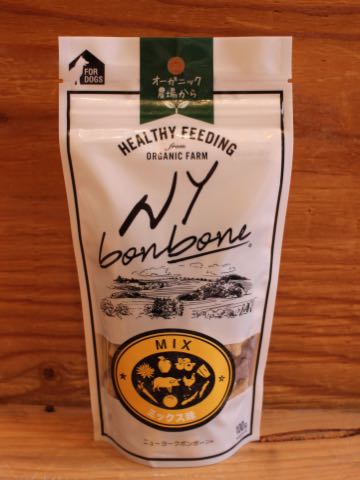 FOR
DOGS
オーガニック
農場から
HEALTHY FEEDING
from
ORGANIC FARM
NY
bonbone
MIX
ミックス味
ニューヨークボンボーン
100g